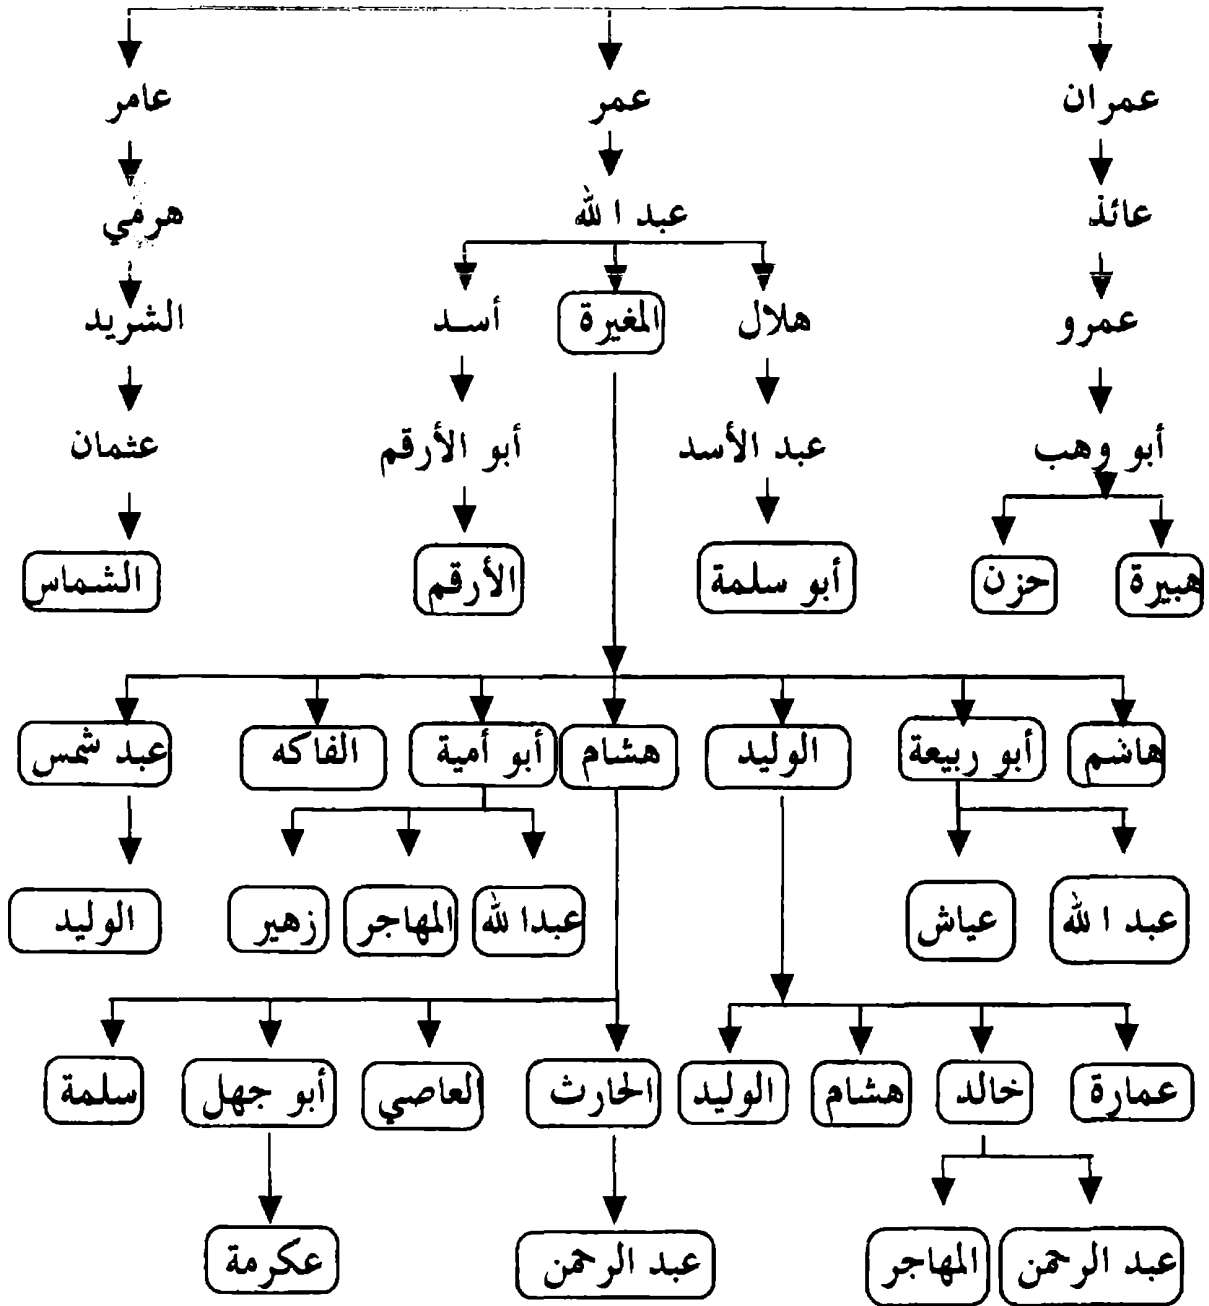 عمران عمر عامر
عائذ عبد الله هرمي
عمرو هلال المغيرة أسد الشريد
أبو وهب عبد الأسد أبو الأرقم عثمان
هبيرة حزن أبو سلمة الأرقم الشماس
هاشم أبو ربيعة الوليد هشام أبو أمية الفاكه عبد شمس
عبد الله عياش عبدالله المهاجر زهير الوليد
عمارة خالد هشام الوليد الحارث العاصي أبو جهل سلمة
عبد الرحمن المهاجر عبد الرحمن عكرمة